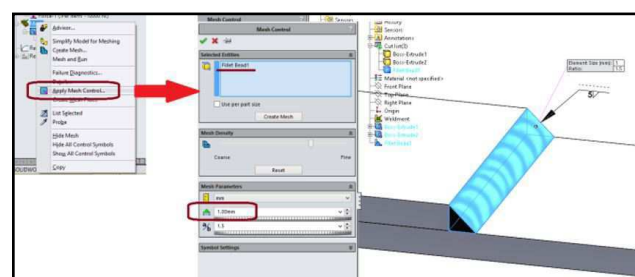 Advisor...
Simplify Model for Meshing
Create Mesh...
Mesh and Run
Failure Diagnostics...
Apply Mesh Control...
List Selected
Probe
Hide Mesh
Hide All Control Symbols
Show All Control Symbols
Copy
Mesh Control
Mesh Control
Selected Entities
Fillet Bead1
Use per part size
Create Mesh
Mesh Density
Coarse
Fine
Reset
Mesh Parameters
mm
1.00mm
1.5
Symbol Settings
Sensors
History
Sensors
Annotations
Cut list(3)
Boss-Extrude1
Boss-Extrude2
Fillet Bead1
Material <not specified>
Front Plane
Top Plane
Right Plane
Origin
Weldment
Boss-Extrude1
Boss-Extrude2
Fillet Bead1
Element Size (mm): 1
Ratio: 1.5
5